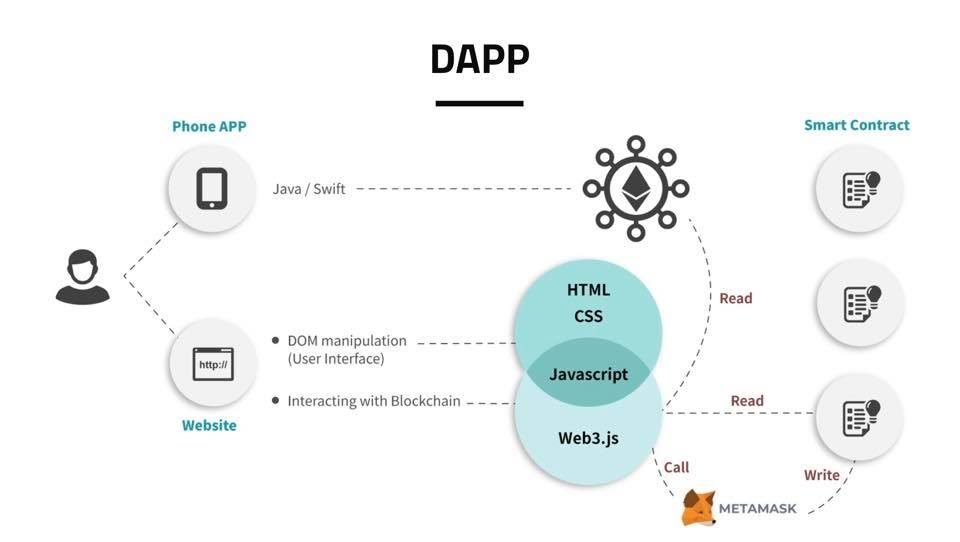 DAPP
Phone APP
Smart Contract
Java / Swift
HTML
CSS
Read
DOM manipulation
(User Interface)
http://
Javascript
Interacting with Blockchain
Read
Website
Web3.js
Call
Write
METAMASK